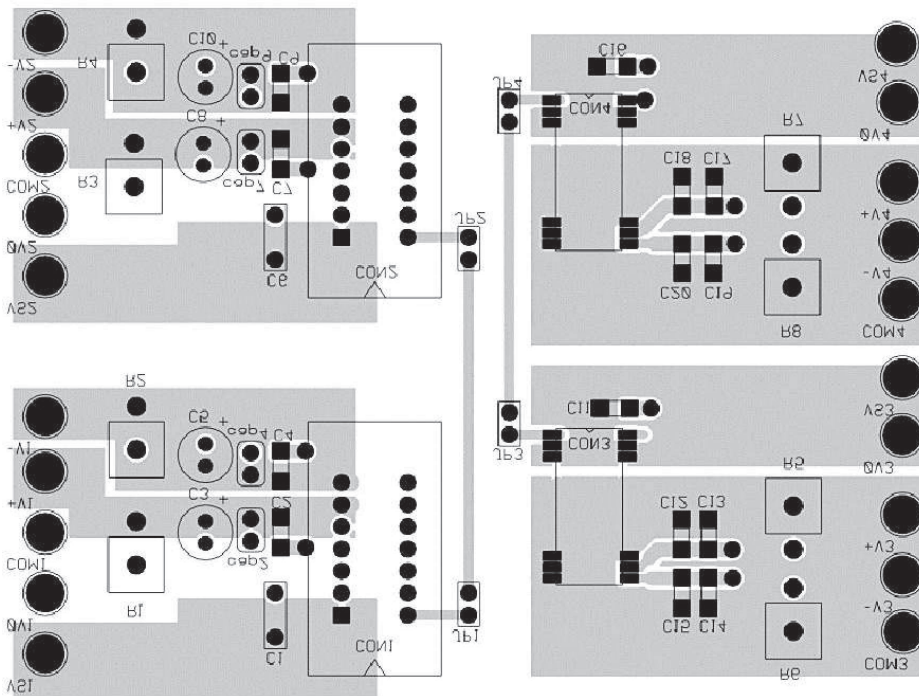 -V2
R4
C10
+
cap9
C9
+V2
C8
+
COM2
R3
cap7
C7
0V2
JP2
VS2
C6
CON2
R2
-V1
C5
+
cap4
C4
+V1
C3
+
cap2
C2
COM1
0V1
R1
C1
CON1
JP1
VS1
JP4
C16
VS4
CON4
R7
0V4
C18
C17
+V4
-V4
C20
C19
R8
COM4
JP3
C11
VS3
CON3
R5
0V3
C12
C13
+V3
-V3
C15
C14
R6
COM3